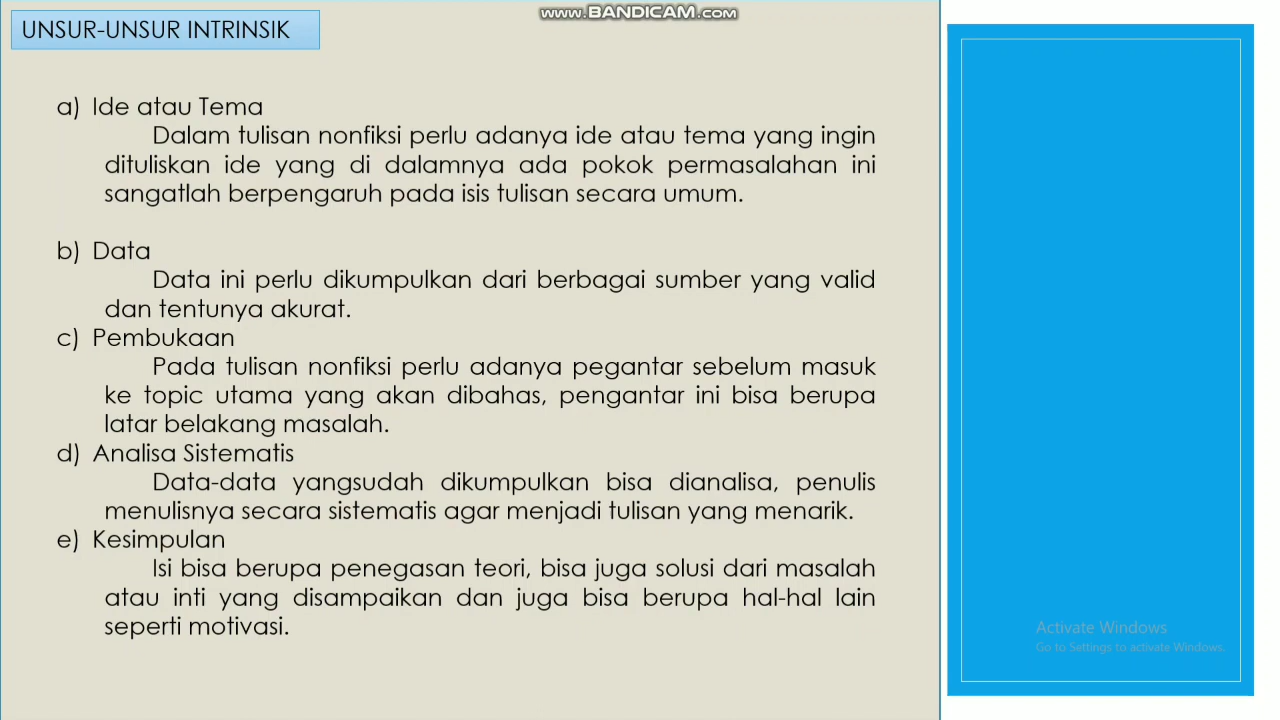 www.BANDICAM.com
UNSUR-UNSUR INTRINSIK
a) Ide atau Tema
Dalam tulisan nonfiksi perlu adanya ide atau tema yang ingin
dituliskan ide yang di dalamnya ada pokok permasalahan ini
sangatlah berpengaruh pada isis tulisan secara umum.
b) Data
Data ini perlu dikumpulkan dari berbagai sumber yang valid
dan tentunya akurat.
c) Pembukaan
Pada tulisan nonfiksi perlu adanya pegantar sebelum masuk
ke topic utama yang akan dibahas, pengantar ini bisa berupa
latar belakang masalah.
d) Analisa Sistematis
Data-data yangsudah dikumpulkan bisa dianalisa, penulis
menulisnya secara sistematis agar menjadi tulisan yang menarik.
e) Kesimpulan
Isi bisa berupa penegasan teori, bisa juga solusi dari masalah
atau inti yang disampaikan dan juga bisa berupa hal-hal lain
seperti motivasi.
Activate Windows
Go to Settings to activate Windows.